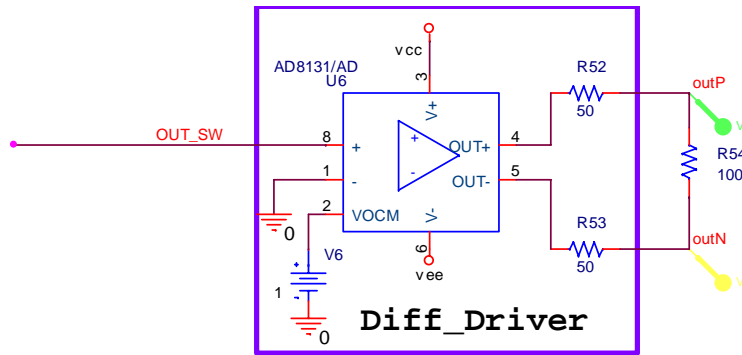 vcc
AD8131/AD
U6
3
V+
R52
50
outP
V
OUT_SW
8
+
+
OUT+
4
R54
100
1
-
-
OUT-
5
2
VOCM
V-
6
vee
V6
1
0
0
R53
50
outN
V
Diff_Driver